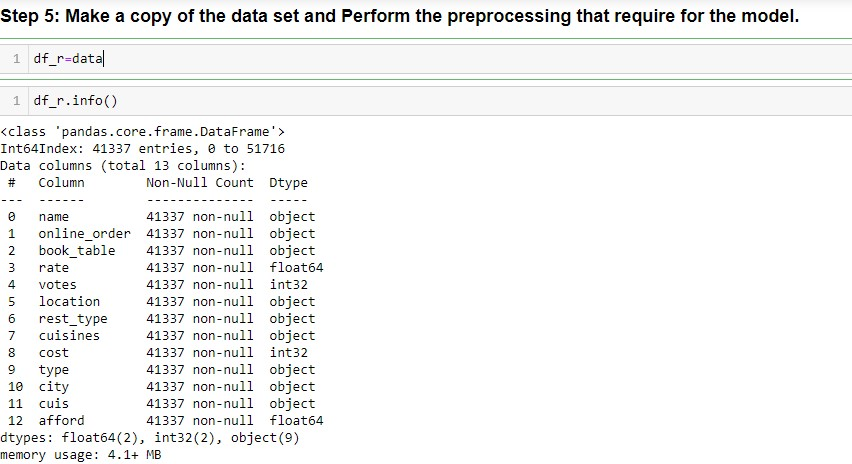 Step 5: Make a copy of the data set and Perform the preprocessing that require for the model.
1 df_r=data
1 df_r.info()
<class 'pandas.core.frame.DataFrame'>
Int64Index: 41337 entries, 0 to 51716
Data columns (total 13 columns):
 #   Column        Non-Null Count  Dtype
---  ------        --------------  -----
 0   name          41337 non-null  object
 1   online_order  41337 non-null  object
 2   book_table    41337 non-null  object
 3   rate          41337 non-null  float64
 4   votes         41337 non-null  int32
 5   location      41337 non-null  object
 6   rest_type     41337 non-null  object
 7   cuisines      41337 non-null  object
 8   cost          41337 non-null  int32
 9   type          41337 non-null  object
 10  city          41337 non-null  object
 11  cuis          41337 non-null  object
 12  afford        41337 non-null  float64
dtypes: float64(2), int32(2), object(9)
memory usage: 4.1+ MB